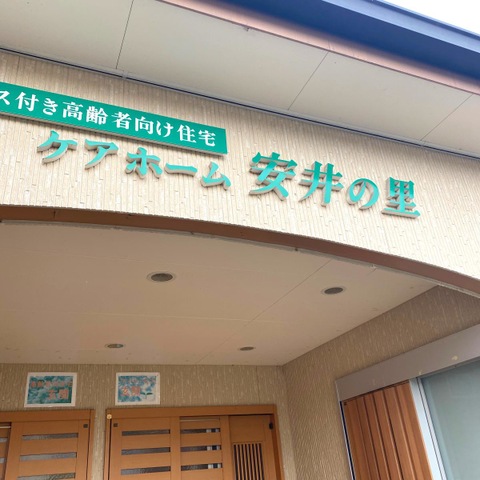 ス付き高齢者向け住宅
ケアホーム 安井の里